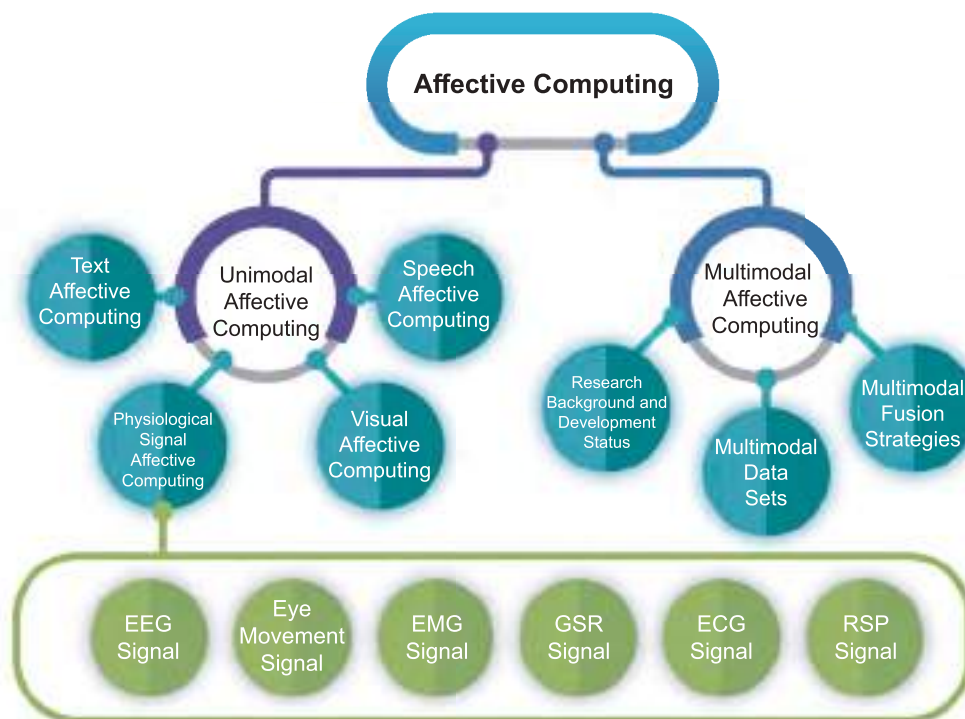 Affective Computing
Unimodal
Affective
Computing
Multimodal
Affective
Computing
Text
Affective
Computing
Speech
Affective
Computing
Physiological
Signal
Affective
Computing
Visual
Affective
Computing
Research
Background and
Development
Status
Multimodal
Data
Sets
Multimodal
Fusion
Strategies
EEG
Signal
Eye
Movement
Signal
EMG
Signal
GSR
Signal
ECG
Signal
RSP
Signal